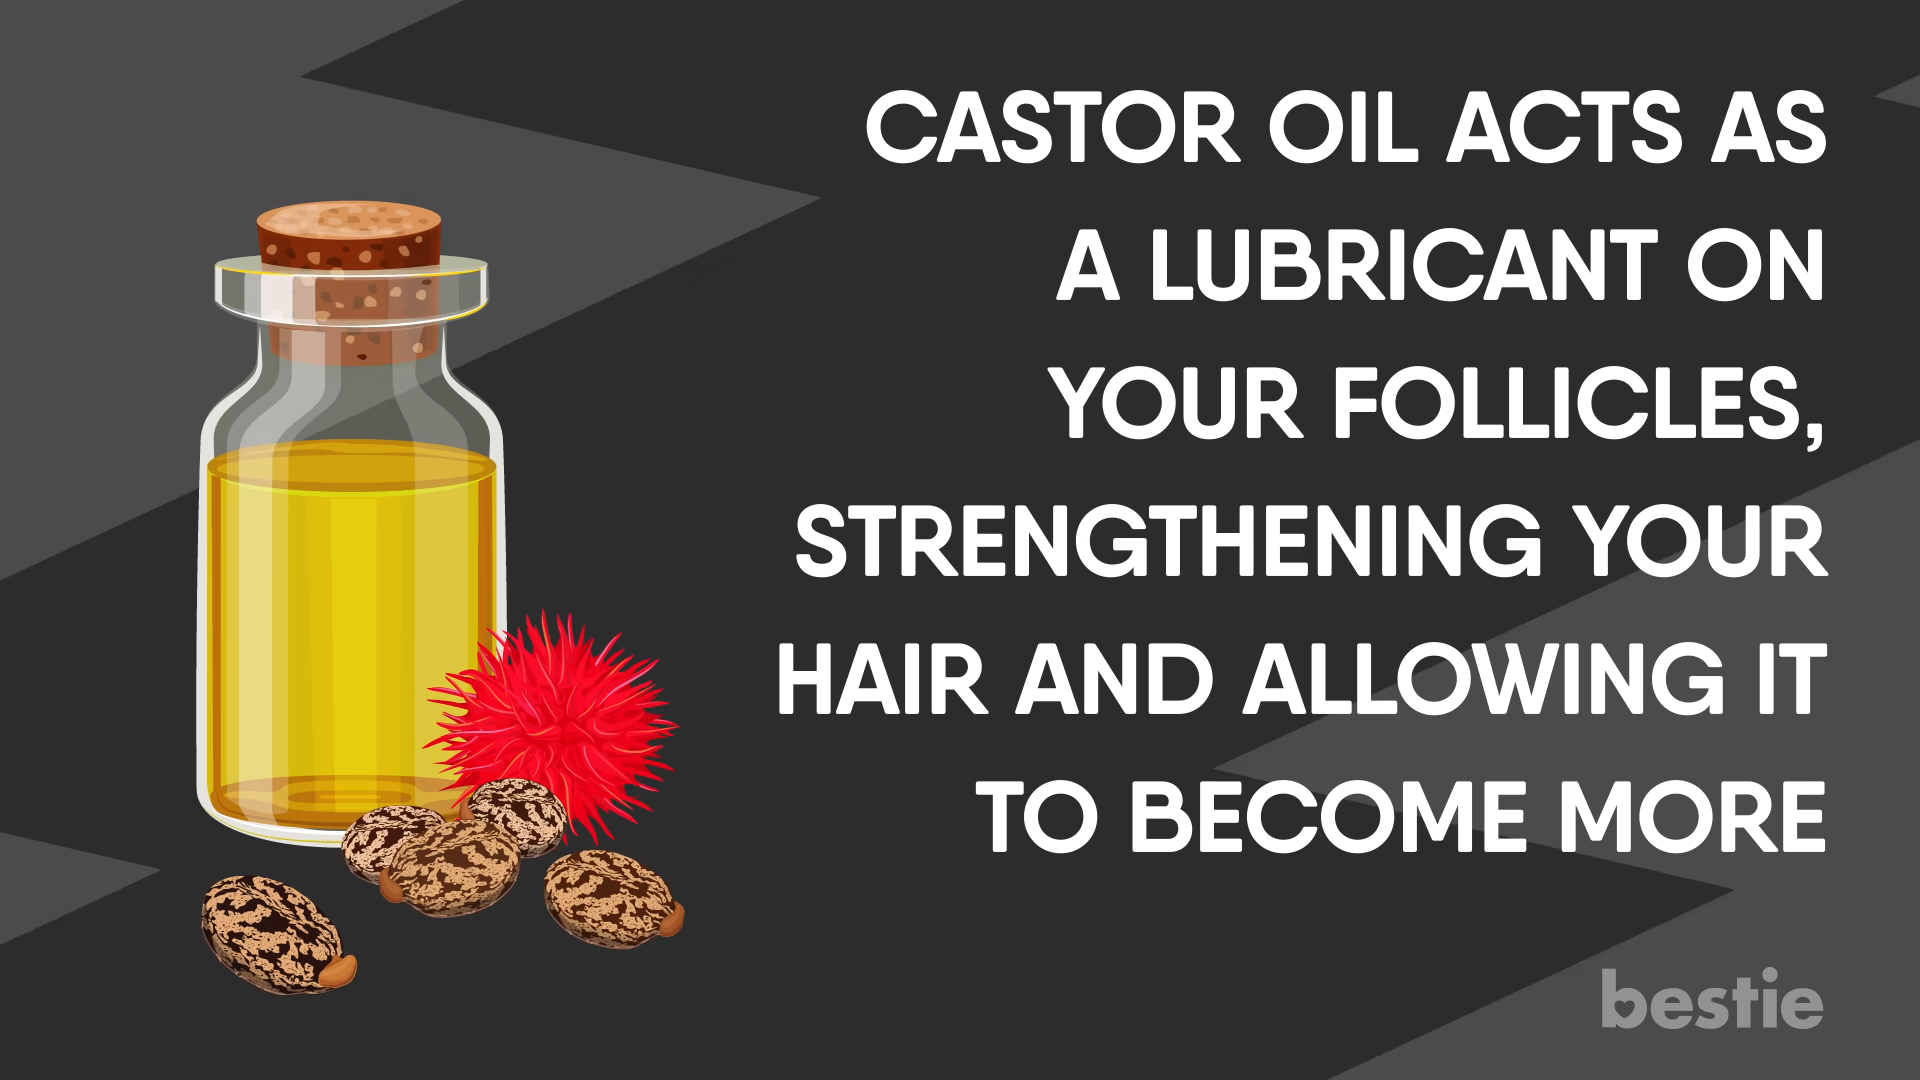 CASTOR OIL ACTS AS
A LUBRICANT ON
YOUR FOLLICLES,
STRENGTHENING YOUR
HAIR AND ALLOWING IT
TO BECOME MORE
bestie